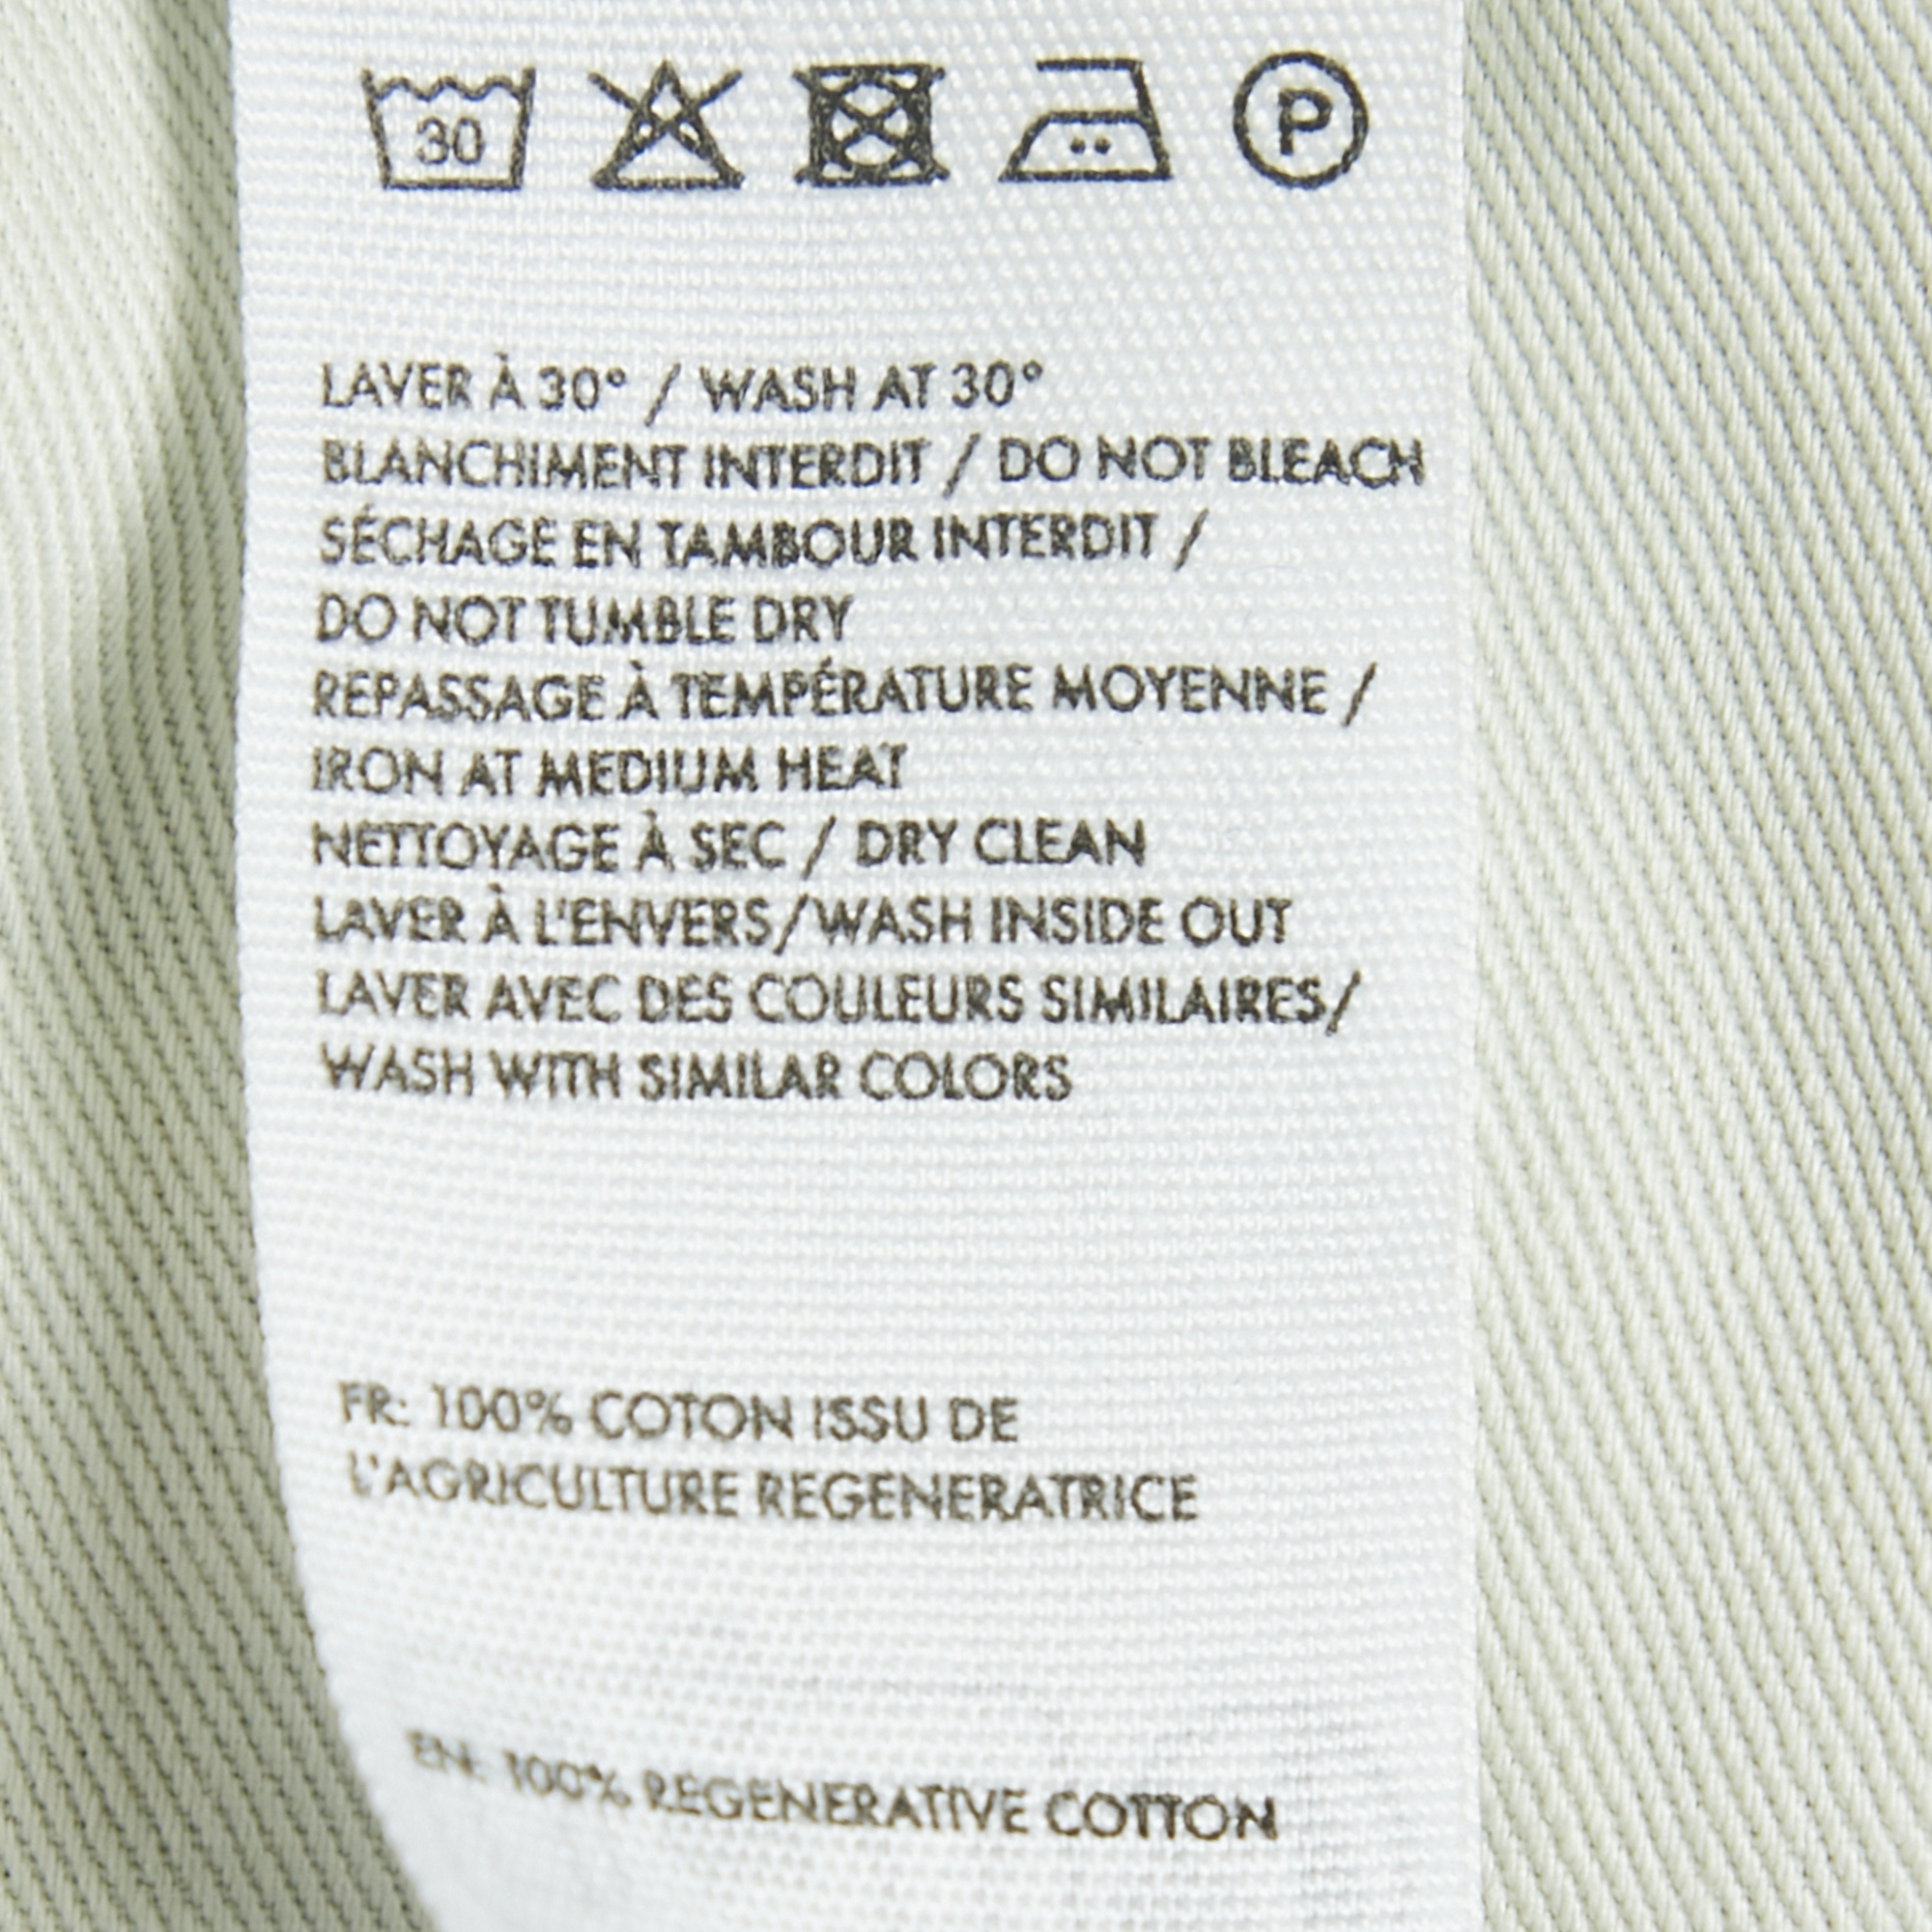 30
P
LAVER À 30° / WASH AT 30°
BLANCHIMENT INTERDIT / DO NOT BLEACH
SÉCHAGE EN TAMBOUR INTERDIT /
DO NOT TUMBLE DRY
REPASSAGE À TEMPÉRATURE MOYENNE /
IRON AT MEDIUM HEAT
NETTOYAGE À SEC / DRY CLEAN
LAVER À L'ENVERS/WASH INSIDE OUT
LAVER AVEC DES COULEURS SIMILAIRES/
WASH WITH SIMILAR COLORS
FR: 100% COTON ISSU DE
L'AGRICULTURE REGENERATRICE
EN: 100% REGENERATIVE COTTON